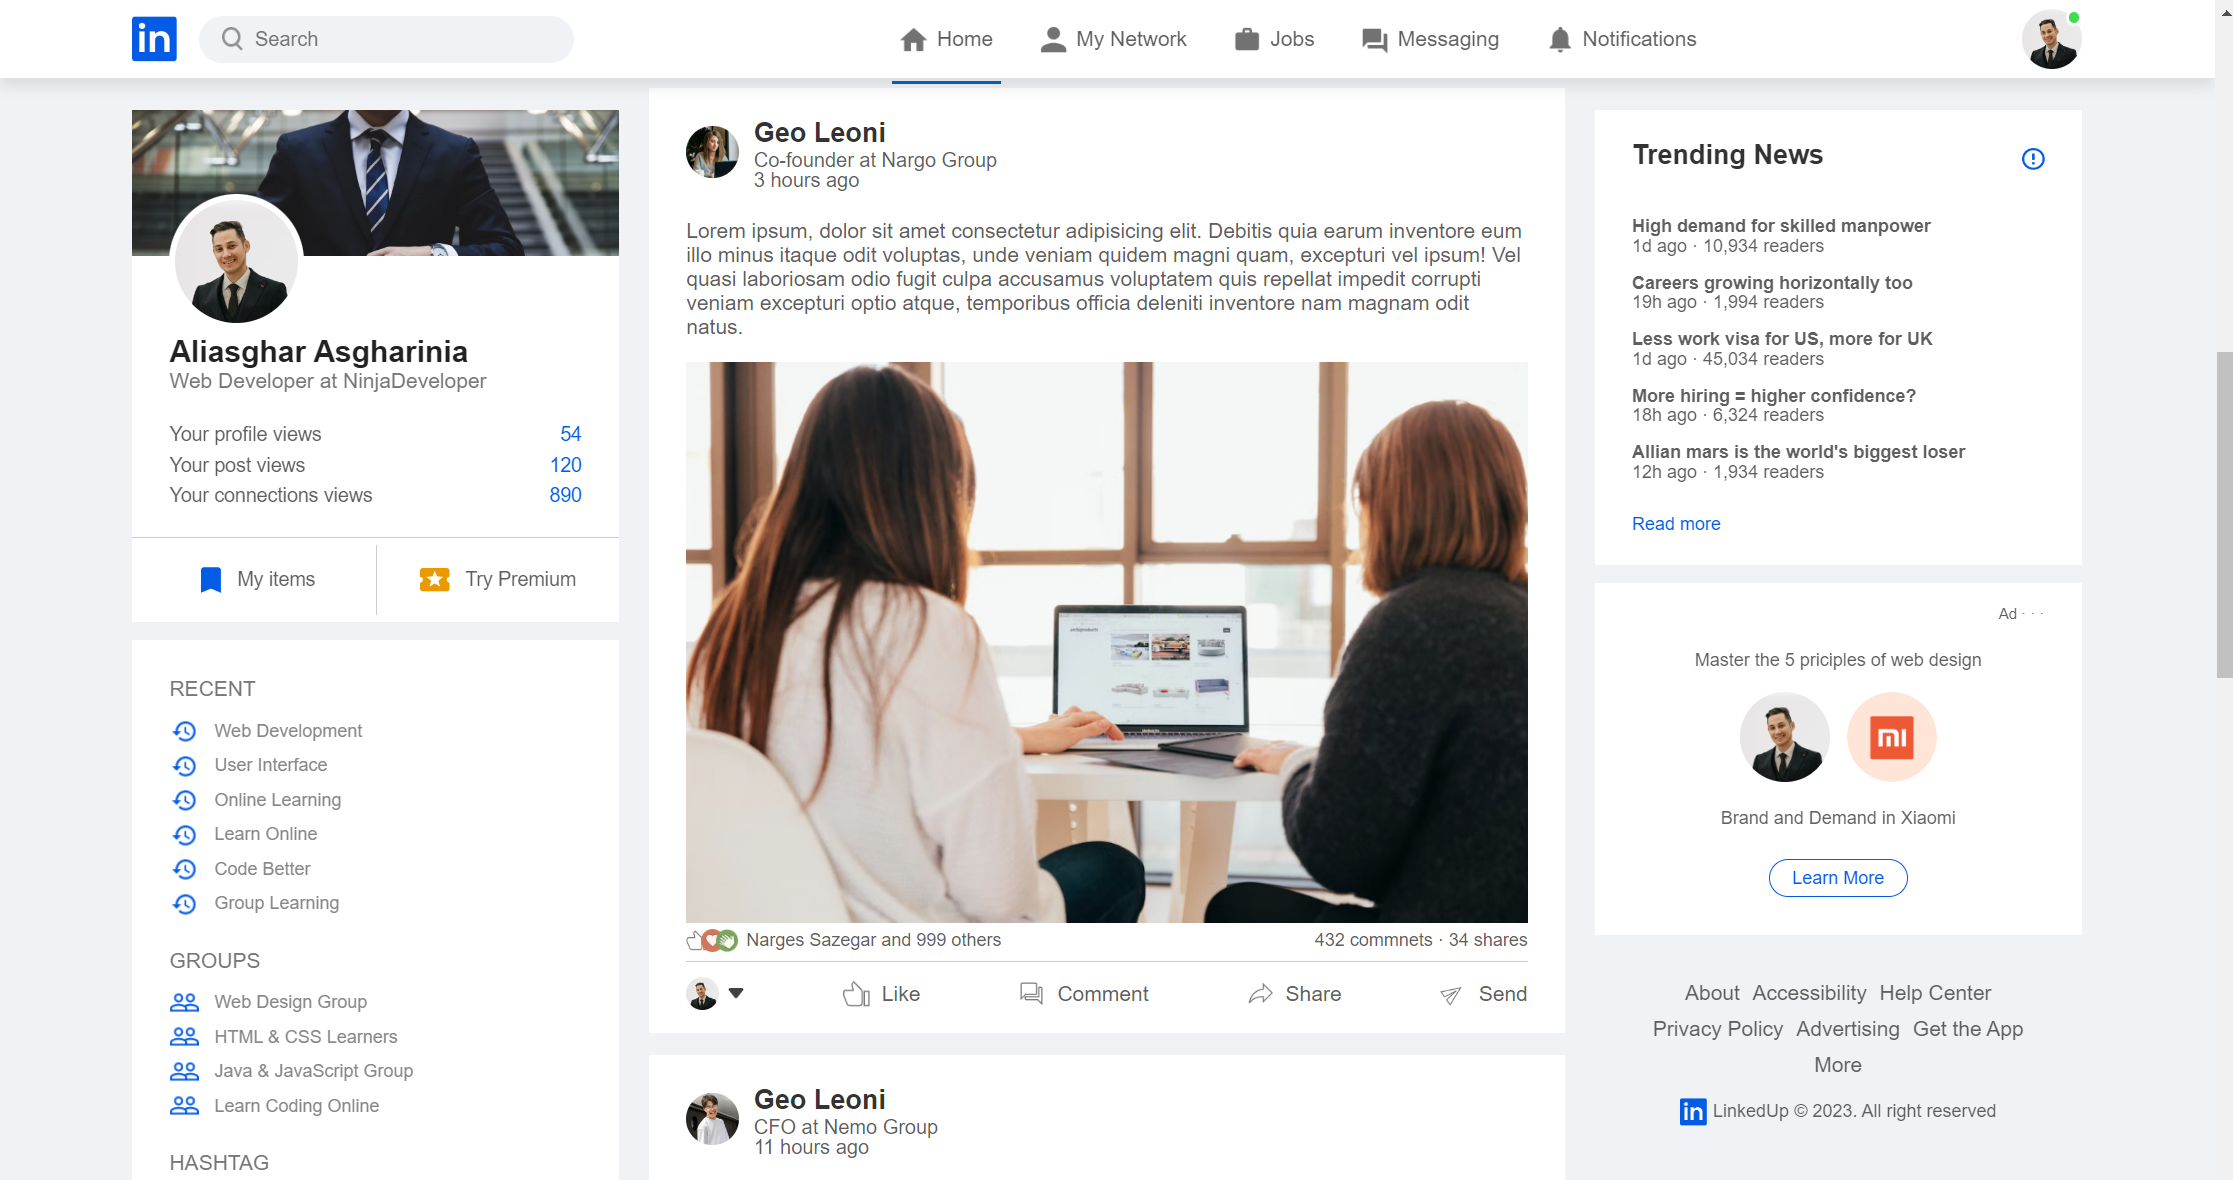 in
Search
Home
My Network
Jobs
Messaging
Notifications
Aliasghar Asgharinia
Web Developer at NinjaDeveloper
Your profile views 54
Your post views 120
Your connections views 890
My items
Try Premium
RECENT
Web Development
User Interface
Online Learning
Learn Online
Code Better
Group Learning
GROUPS
Web Design Group
HTML & CSS Learners
Java & JavaScript Group
Learn Coding Online
HASHTAG
Geo Leoni
Co-founder at Nargo Group
3 hours ago
Lorem ipsum, dolor sit amet consectetur adipisicing elit. Debitis quia earum inventore eum
illo minus itaque odit voluptas, unde veniam quidem magni quam, excepturi vel ipsum! Vel
quasi laboriosam odio fugit culpa accusamus voluptatem quis repellat impedit corrupti
veniam excepturi optio atque, temporibus officia deleniti inventore nam magnam odit
natus.
Narges Sazegar and 999 others
432 commnets · 34 shares
Like
Comment
Share
Send
Geo Leoni
CFO at Nemo Group
11 hours ago
Trending News
High demand for skilled manpower
1d ago · 10,934 readers
Careers growing horizontally too
19h ago · 1,994 readers
Less work visa for US, more for UK
1d ago · 45,034 readers
More hiring = higher confidence?
18h ago · 6,324 readers
Allian mars is the world's biggest loser
12h ago · 1,934 readers
Read more
Ad · · ·
Master the 5 priciples of web design
mi
Brand and Demand in Xiaomi
Learn More
About Accessibility Help Center
Privacy Policy Advertising Get the App
More
in LinkedUp © 2023. All right reserved